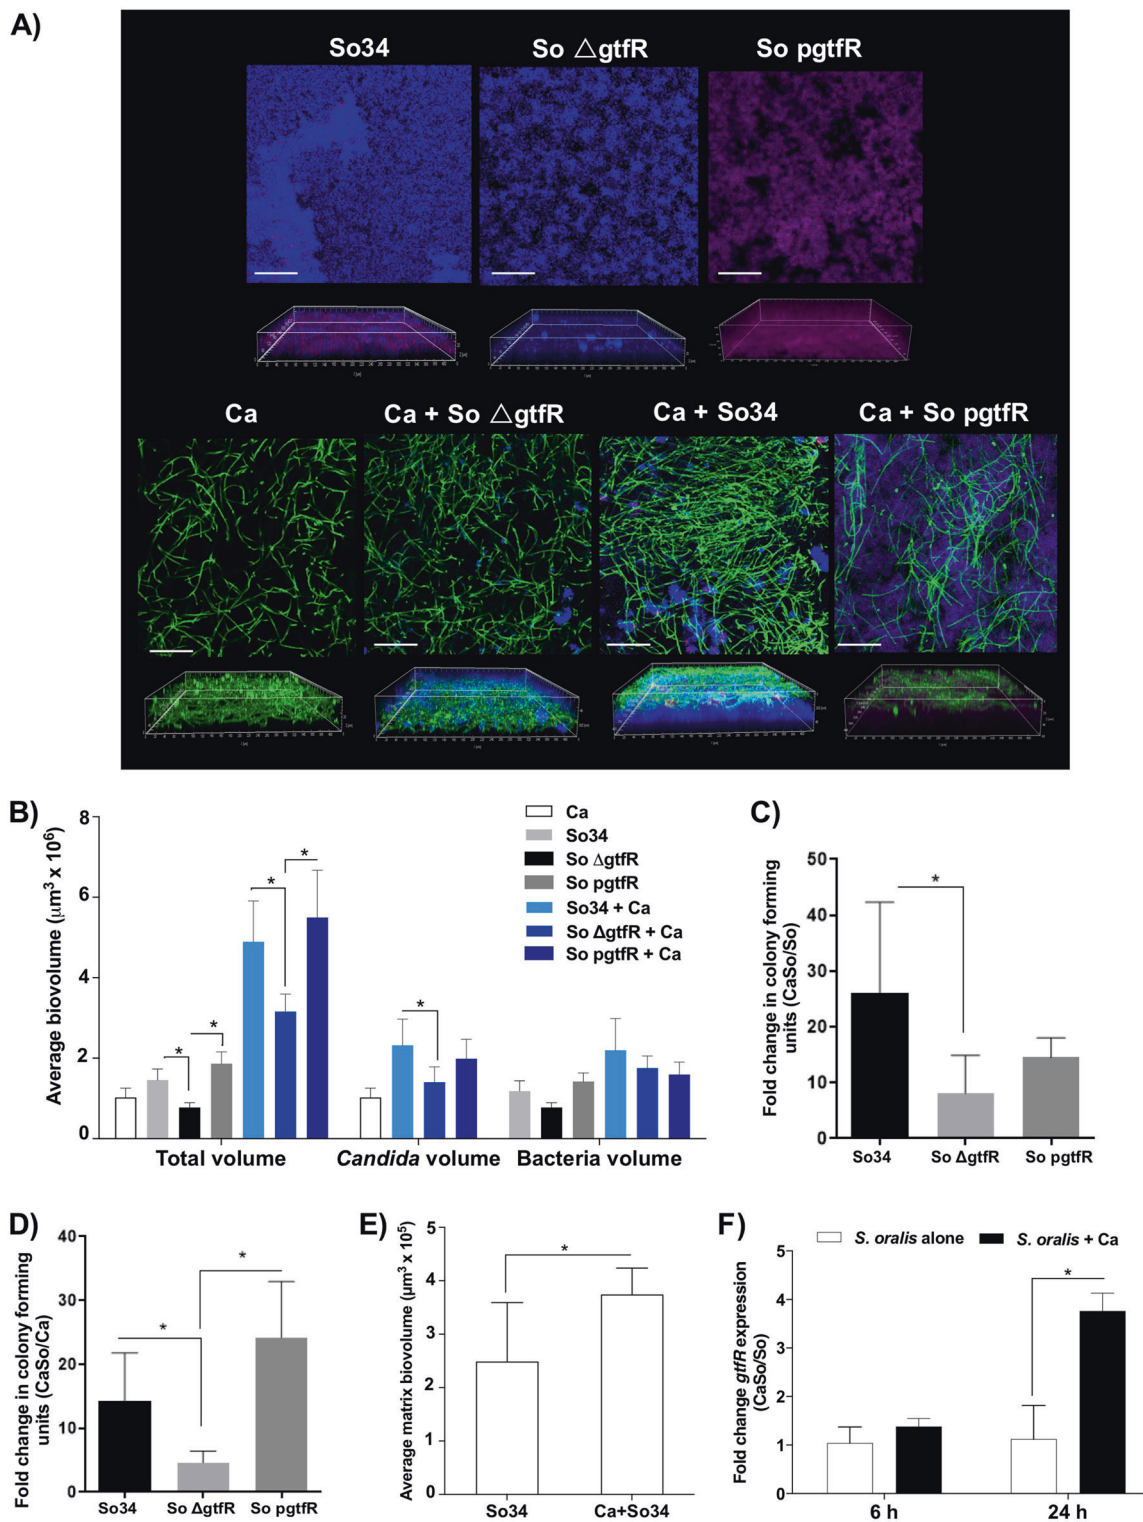 A)
So34
So △gtfR
So pgtfR
Ca
Ca + So △gtfR
Ca + So34
Ca + So pgtfR
B)
Average biovolume (μm³ x 10⁶)
8
6
4
2
0
Total volume
Candida volume
Bacteria volume
Ca
So34
So ΔgtfR
So pgtfR
So34 + Ca
So ΔgtfR + Ca
So pgtfR + Ca
*
*
*
*
*
C)
Fold change in colony forming
units (CaSo/So)
50
40
30
20
10
0
*
So34
So ΔgtfR
So pgtfR
D)
Fold change in colony forming
units (CaSo/Ca)
40
30
20
10
0
*
*
So34
So ΔgtfR
So pgtfR
E)
Average matrix biovolume (μm³ x 10⁵)
5
4
3
2
1
0
*
So34
Ca+So34
F)
S. oralis alone
S. oralis + Ca
Fold change gtfR expression
(CaSo/So)
5
4
3
2
1
0
*
6 h
24 h